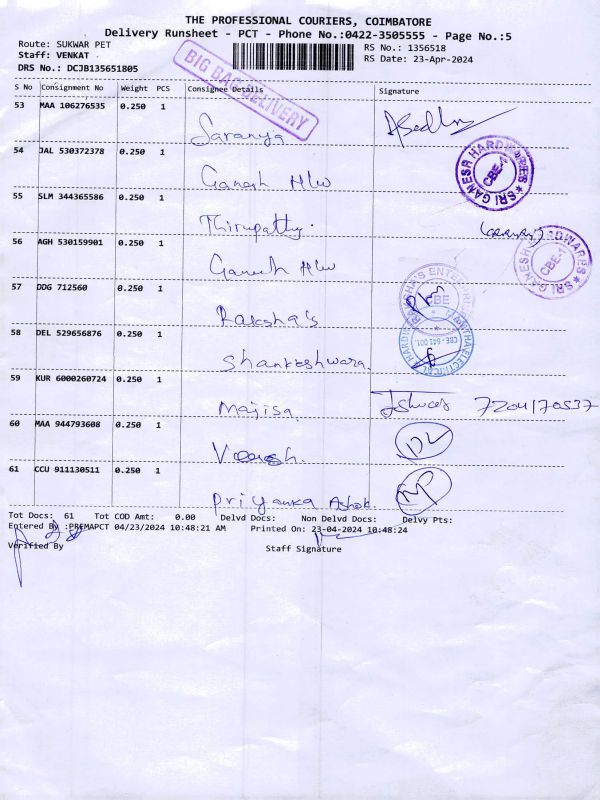 THE PROFESSIONAL COURIERS, COIMBATORE
Delivery Runsheet - PCT - Phone No.:0422-3505555 - Page No.:5
Route: SUKWAR PET
Staff: VENKAT
DRS No.: DCJB135651805
RS No.: 1356518
RS Date: 23-Apr-2024
BIG BAG DELIVERY
S No Consignment No Weight PCS Consignee Details Signature
53 MAA 106276535 0.250 1
Saranya
54 JAL 530372378 0.250 1
Ganesh H/w
SRI GANESH HARDWARES CBE-1
55 SLM 344365586 0.250 1
Thirupathy.
56 AGH 530159901 0.250 1
Ganesh H/w
SRI GANESH HARDWARES CBE-1
57 DDG 712560 0.250 1
Raksha's
58 DEL 529656876 0.250 1
Shankeshwara
CBE - 641 001.
59 KUR 6000260724 0.250 1
Majisa
7204170537
60 MAA 944793608 0.250 1
61 CCU 911130511 0.250 1
Priyanka Ashok
Tot Docs: 61 Tot COD Amt: 0.00 Delvd Docs: Non Delvd Docs: Delvy Pts:
Entered By :PREMAPCT 04/23/2024 10:48:21 AM Printed On: 23-04-2024 10:48:24
Verified By Staff Signature